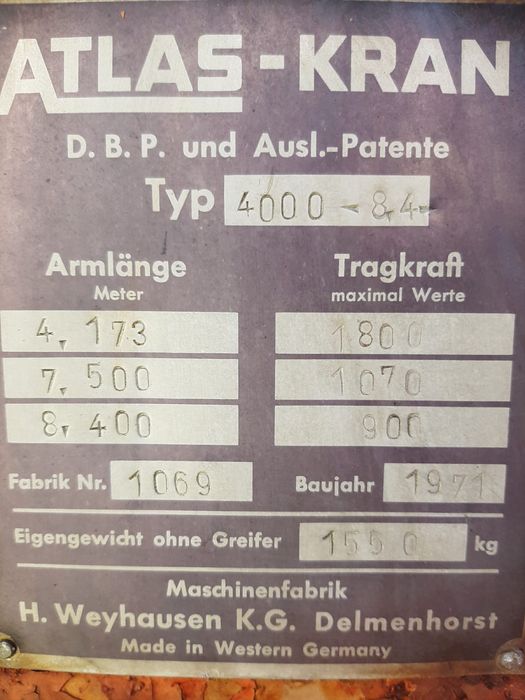 ATLAS-KRAN
D. B. P. und Ausl.-Patente
Typ 4000-8,4-
Armlänge Tragkraft
Meter maximal Werte
4,173 1800
7,500 1070
8,400 900
Fabrik Nr. 1069 Baujahr 1971
Eigengewicht ohne Greifer 1550 kg
Maschinenfabrik
H. Weyhausen K.G. Delmenhorst
Made in Western Germany